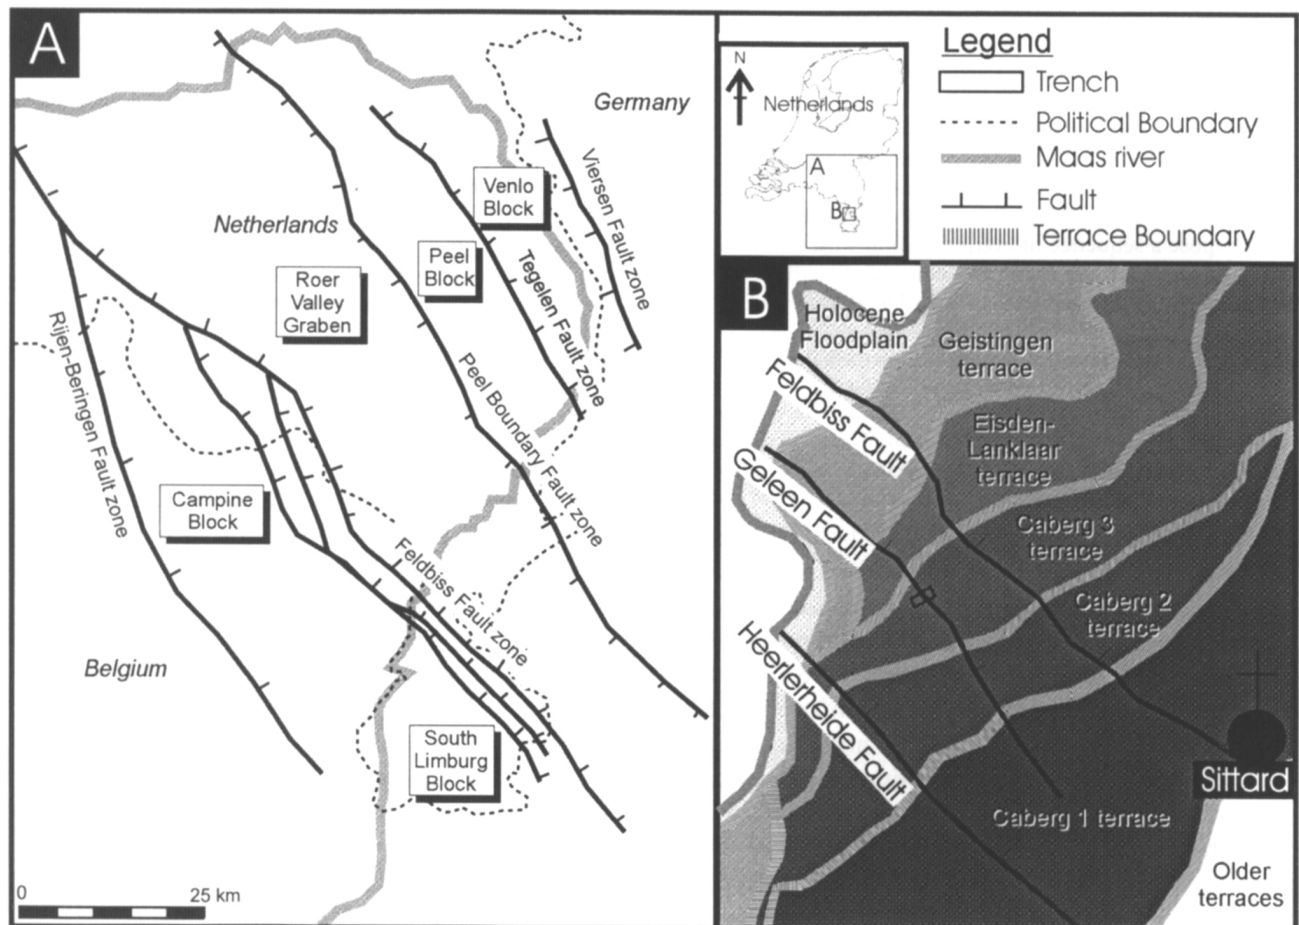 A
Germany
Venlo
Block
Viersen Fault zone
Netherlands
Peel
Block
Tegelen Fault zone
Roer
Valley
Graben
Rijen-Beringen Fault zone
Peel Boundary Fault zone
Campine
Block
Feldbiss Fault zone
Belgium
South
Limburg
Block
0
25 km
N
Netherlands
A
B
Legend
Trench
Political Boundary
Maas river
Fault
Terrace Boundary
B
Holocene
Floodplain
Geistingen
terrace
Feldbiss Fault
Eisden-
Lanklaar
terrace
Geleen Fault
Caberg 3
terrace
Caberg 2
terrace
Heerlerheide Fault
Sittard
Caberg 1 terrace
Older
terraces